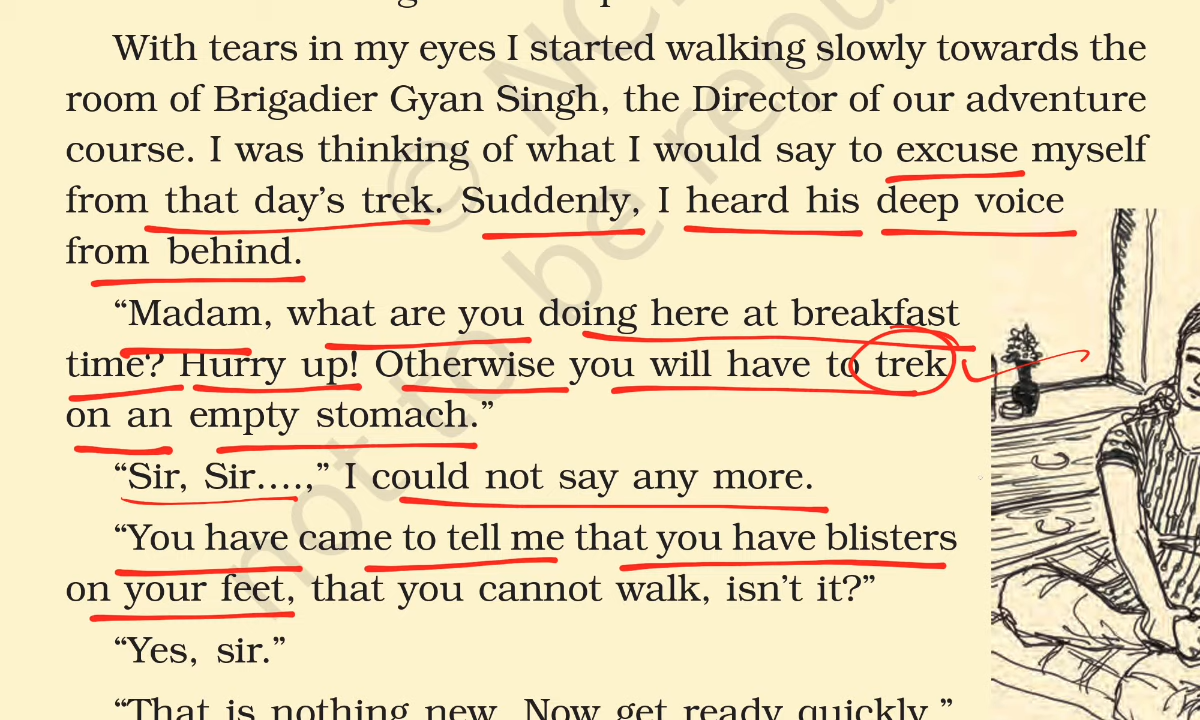 With tears in my eyes I started walking slowly towards the
room of Brigadier Gyan Singh, the Director of our adventure
course. I was thinking of what I would say to excuse myself
from that day's trek. Suddenly, I heard his deep voice
from behind.
“Madam, what are you doing here at breakfast
time? Hurry up! Otherwise you will have to trek
on an empty stomach.”
“Sir, Sir....,” I could not say any more.
“You have came to tell me that you have blisters
on your feet, that you cannot walk, isn't it?”
“Yes, sir.”
“That is nothing new. Now get ready quickly.”
©
not to be